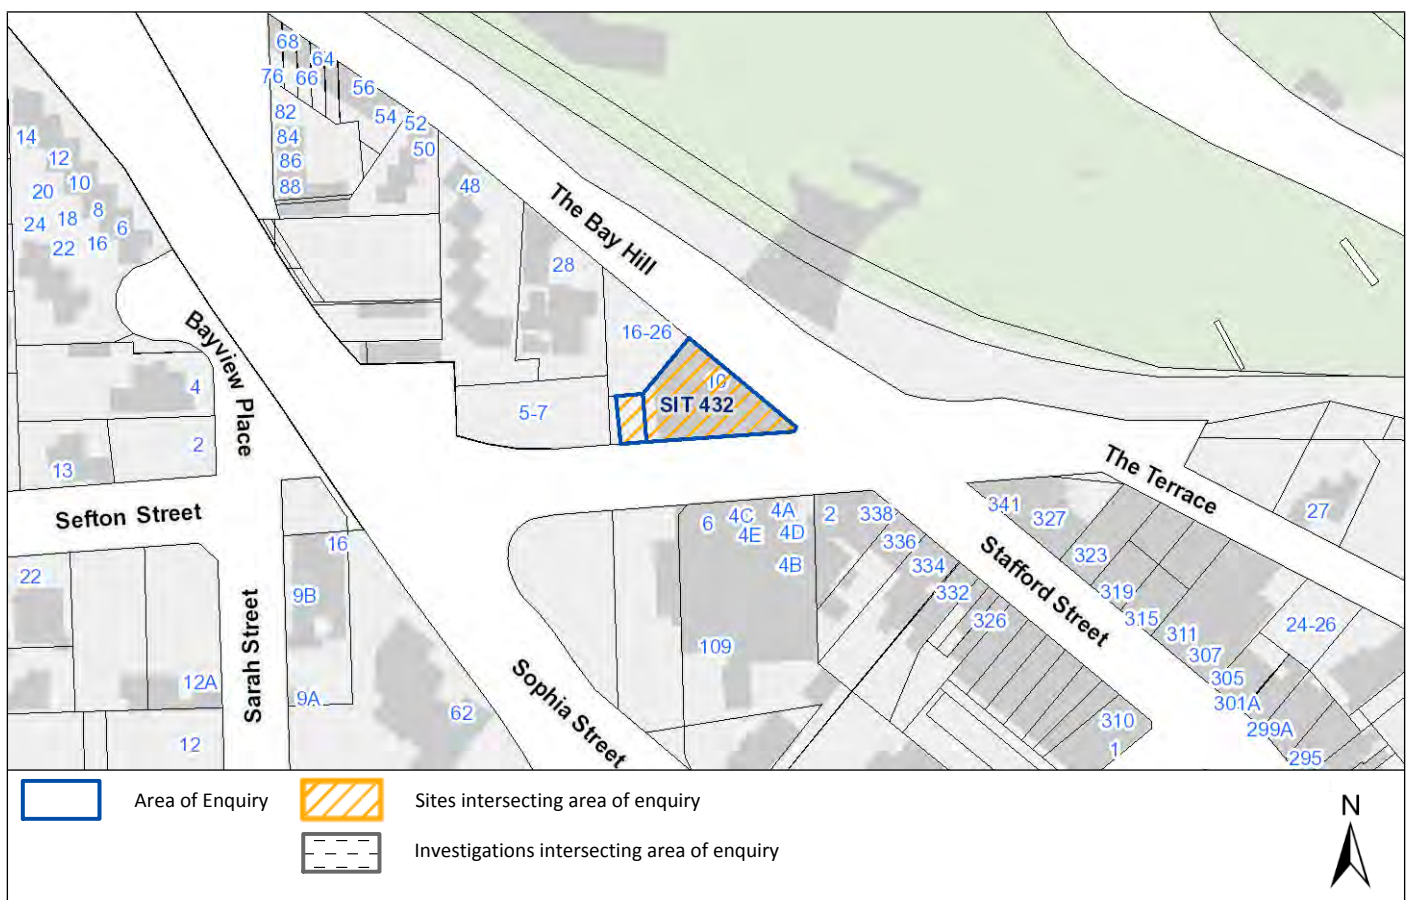 68
64
76 66
56
82
54 52
84
50
86
88
14
12
20 10
8
24 18
6
22 16
48
The Bay Hill
28
16-26
10
SIT 432
5-7
Bayview Place
4
2
13
Sefton Street
16
22
9B
Sarah Street
12A
9A
12
62
Sophia Street
6 4C 4A
4E 4D
4B
109
2 338
336
334
332
326
341
327
323
319
315
311
307
305
301A
299A
295
Stafford Street
The Terrace
27
24-26
310
1
Area of Enquiry
Sites intersecting area of enquiry
Investigations intersecting area of enquiry
N